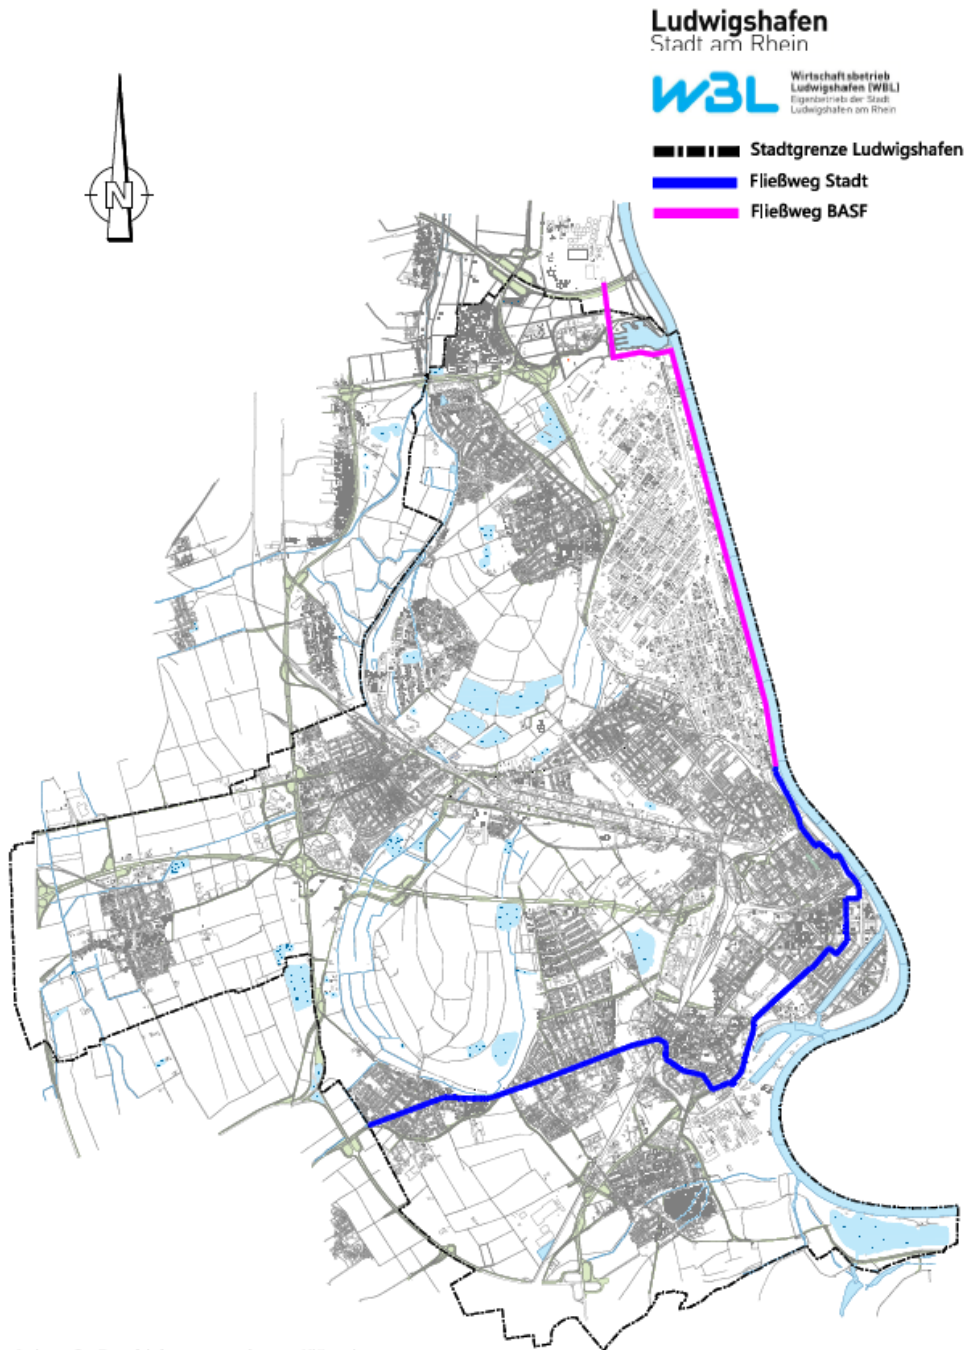 Ludwigshafen
Stadt am Rhein
WBL
Wirtschaftsbetrieb
Ludwigshafen (WBL)
Eigenbetrieb der Stadt
Ludwigshafen am Rhein
Stadtgrenze Ludwigshafen
Fließweg Stadt
Fließweg BASF
N